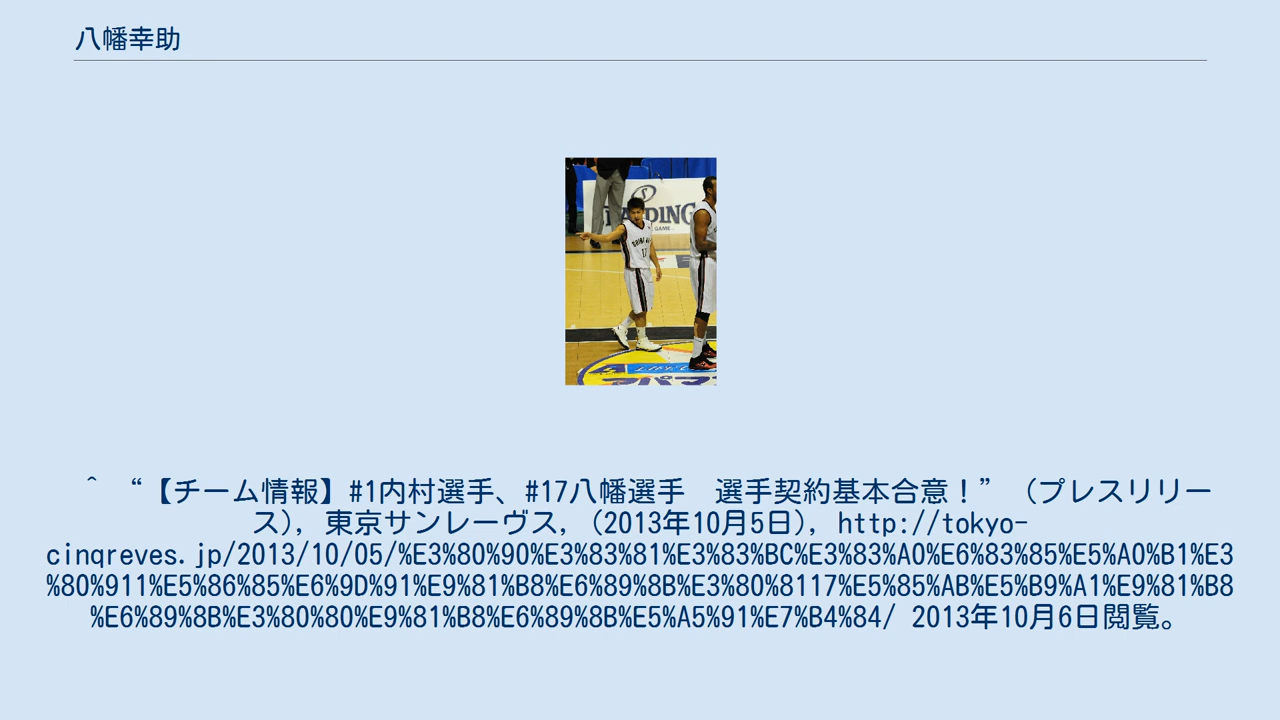 八幡幸助
SPALDING
GAME
17
^ “【チーム情報】#1内村選手、#17八幡選手　選手契約基本合意！” （プレスリリー
ス）, 東京サンレーヴス, （2013年10月5日）, http://tokyo-
cinqreves.jp/2013/10/05/%E3%80%90%E3%83%81%E3%83%BC%E3%83%A0%E6%83%85%E5%A0%B1%E3
%80%911%E5%86%85%E6%9D%91%E9%81%B8%E6%89%8B%E3%80%8117%E5%85%AB%E5%B9%A1%E9%81%B8
%E6%89%8B%E3%80%80%E9%81%B8%E6%89%8B%E5%A5%91%E7%B4%84/ 2013年10月6日閲覧。